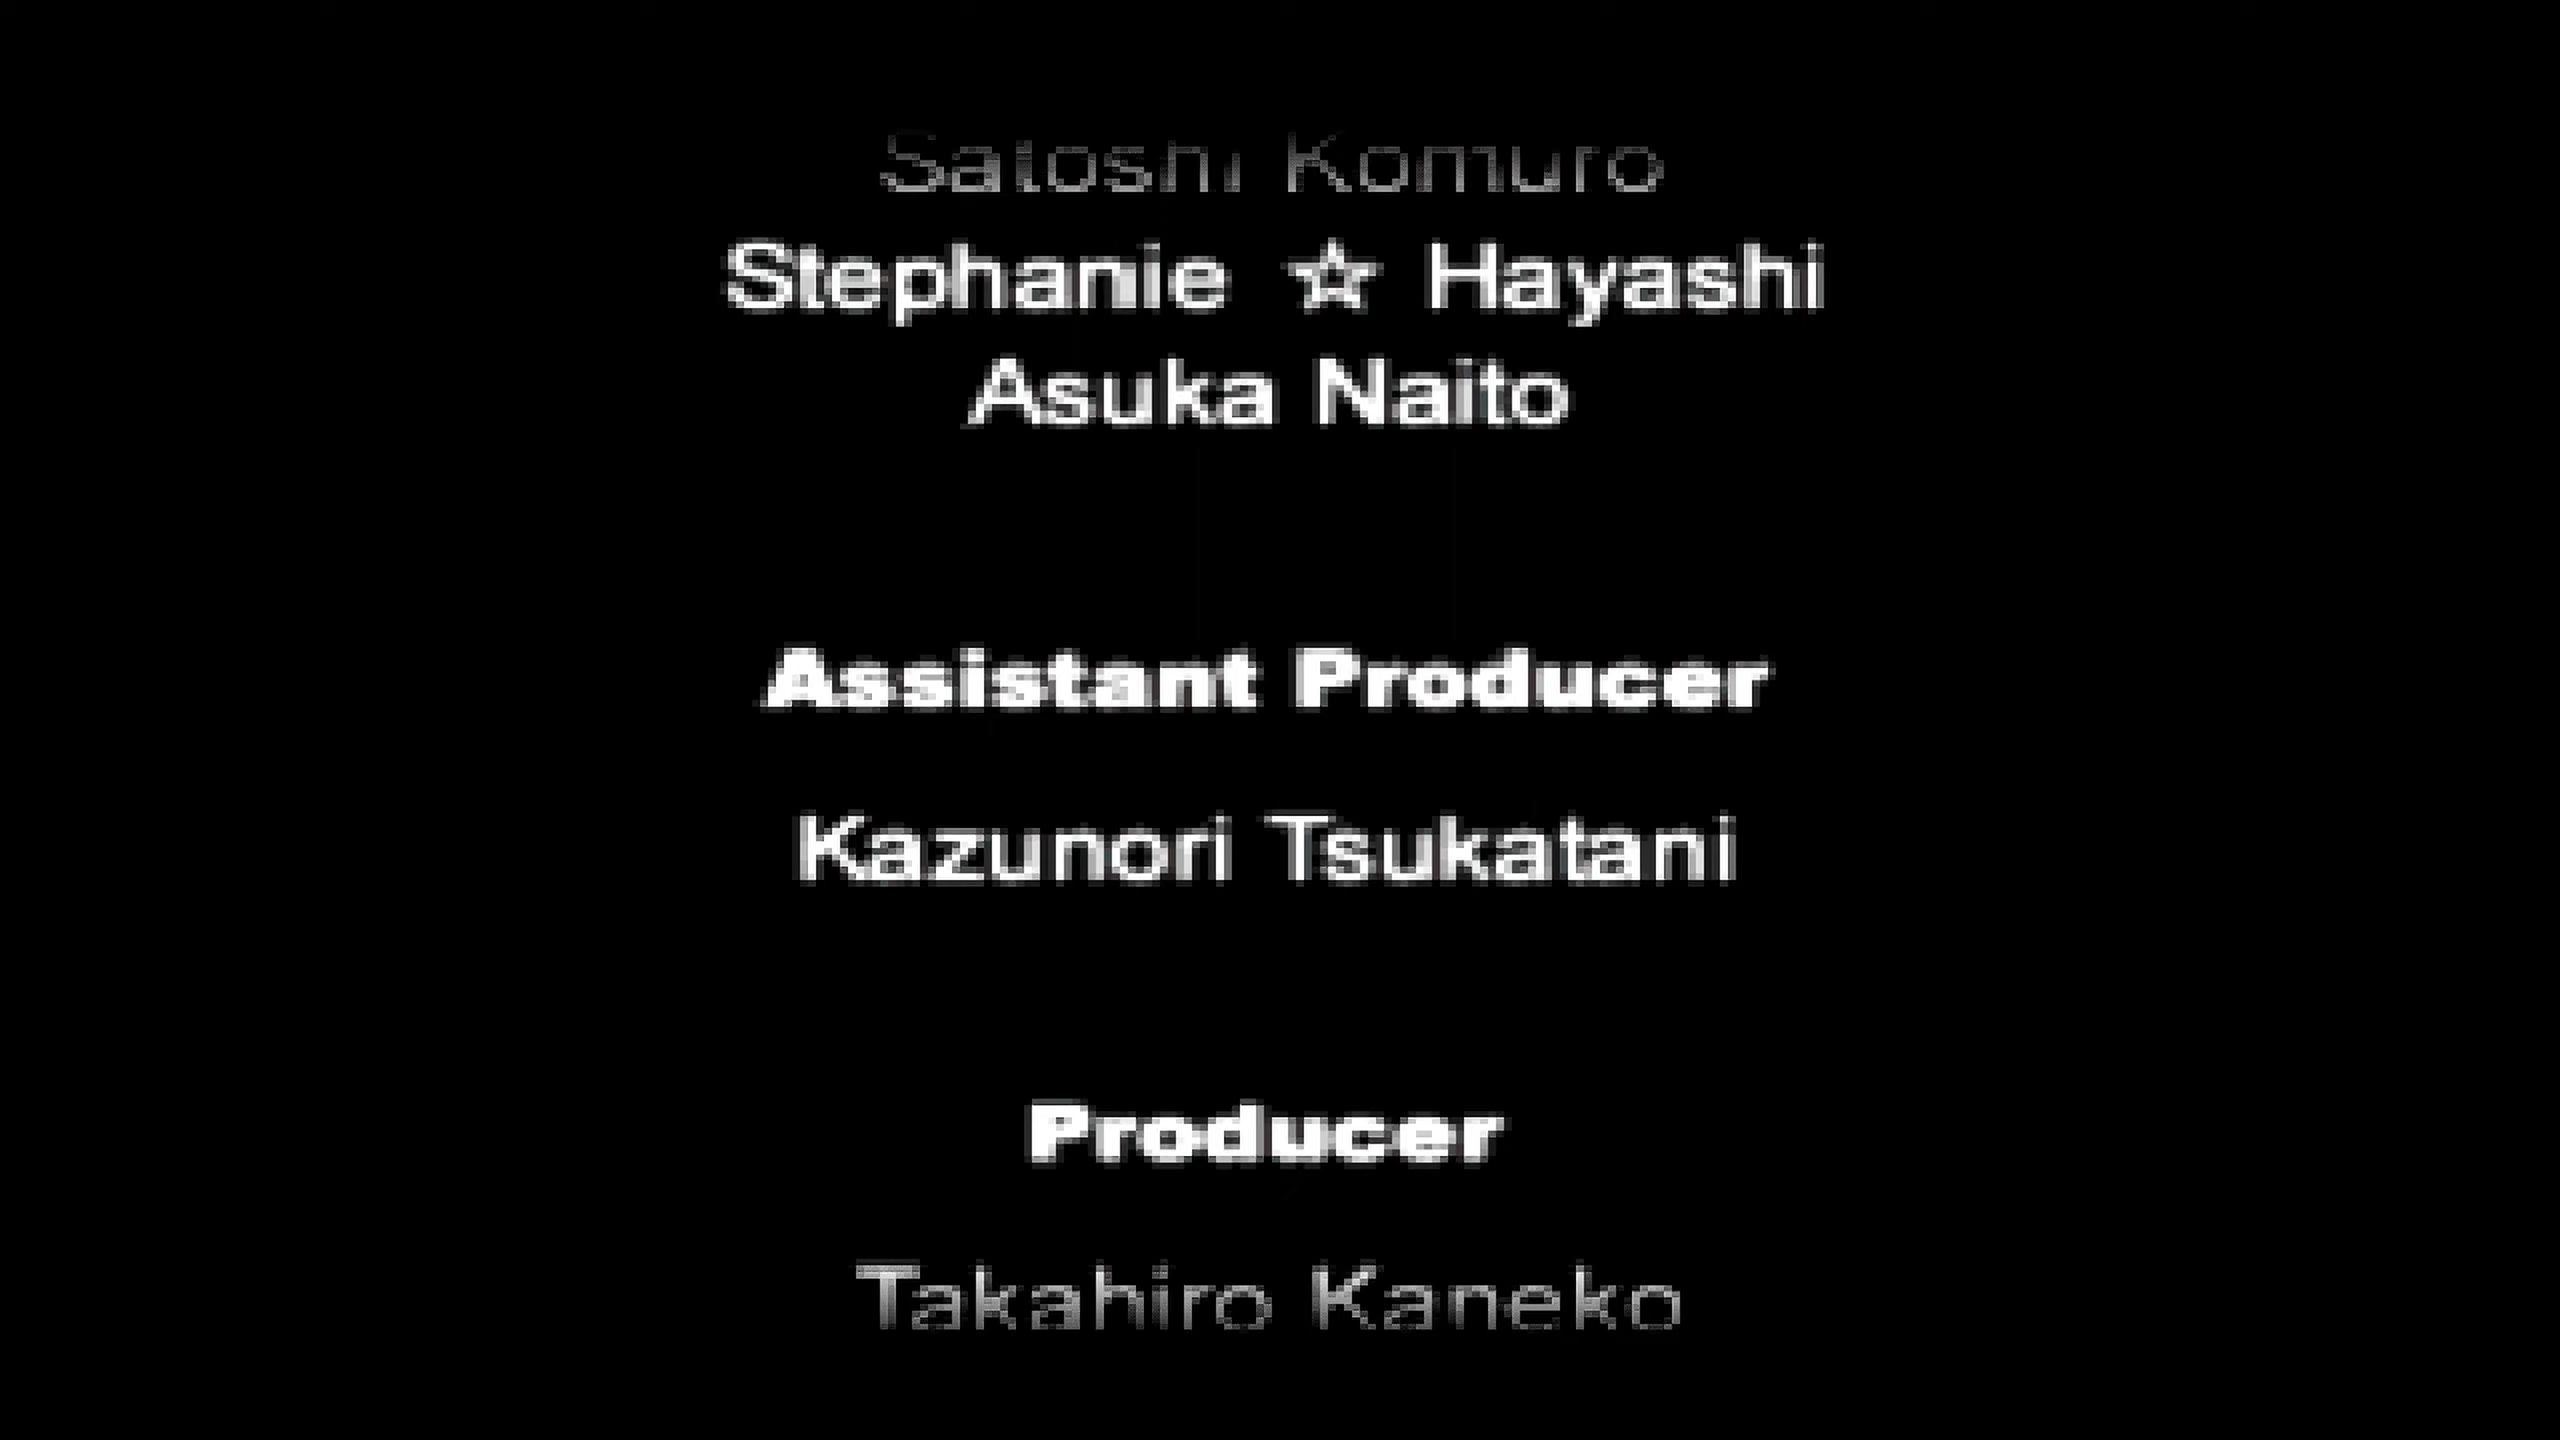 Satoshi Komuro
Stephanie ☆ Hayashi
Asuka Naito
Assistant Producer
Kazunori Tsukatani
Producer
Takahiro Kaneko